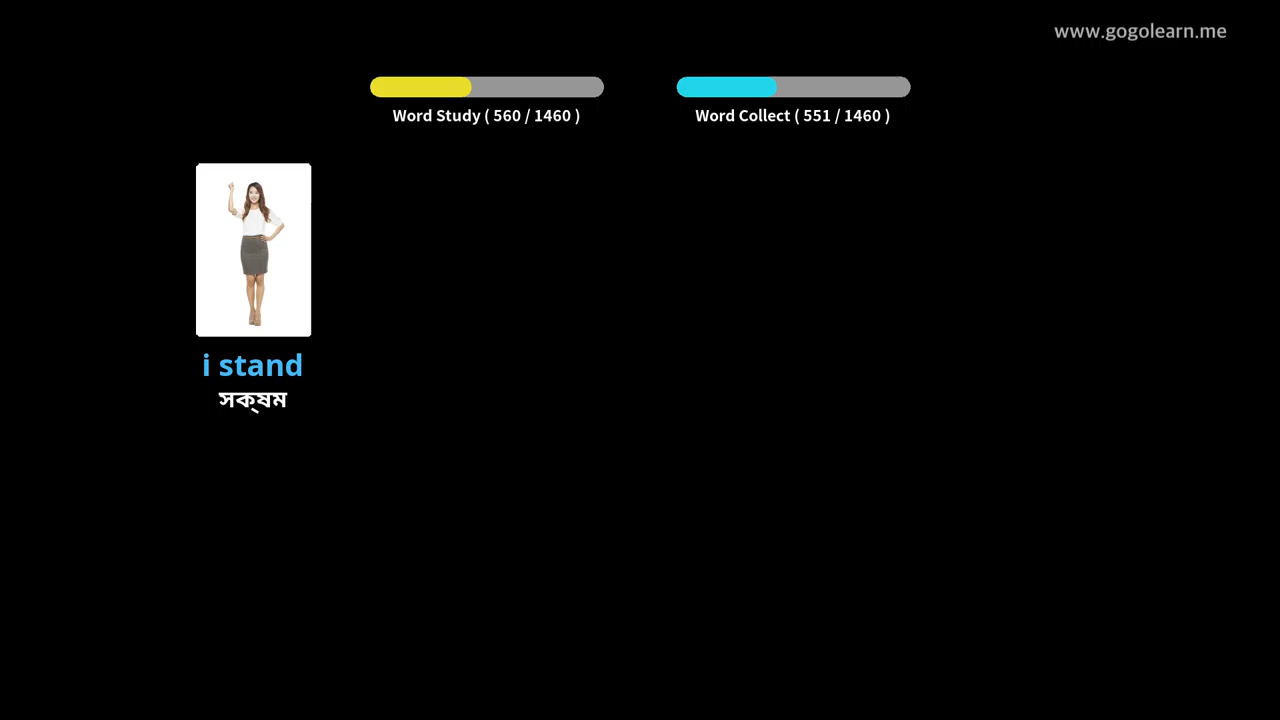 www.gogolearn.me
Word Study ( 560 / 1460 )
Word Collect ( 551 / 1460 )
i stand
সক্ষম